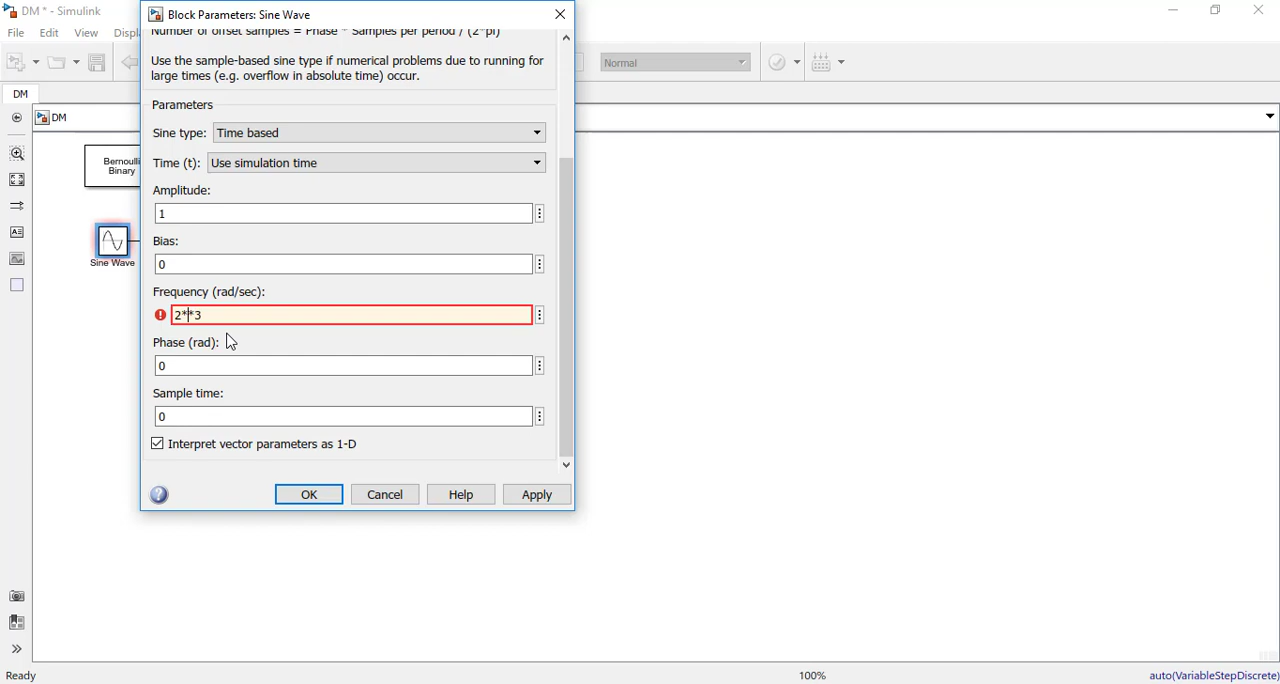 DM * - Simulink
Block Parameters: Sine Wave
File Edit View
Number of offset samples = Phase * Samples per period / (2*pi)
Use the sample-based sine type if numerical problems due to running for
large times (e.g. overflow in absolute time) occur.
Normal
DM
DM
Parameters
Sine type: Time based
Time (t): Use simulation time
Binary
Amplitude:
1
Bias:
0
Sine Wave
Frequency (rad/sec):
2**3
Phase (rad):
0
Sample time:
0
Interpret vector parameters as 1-D
OK Cancel Help Apply
Ready
100%
auto(VariableStepDiscrete)